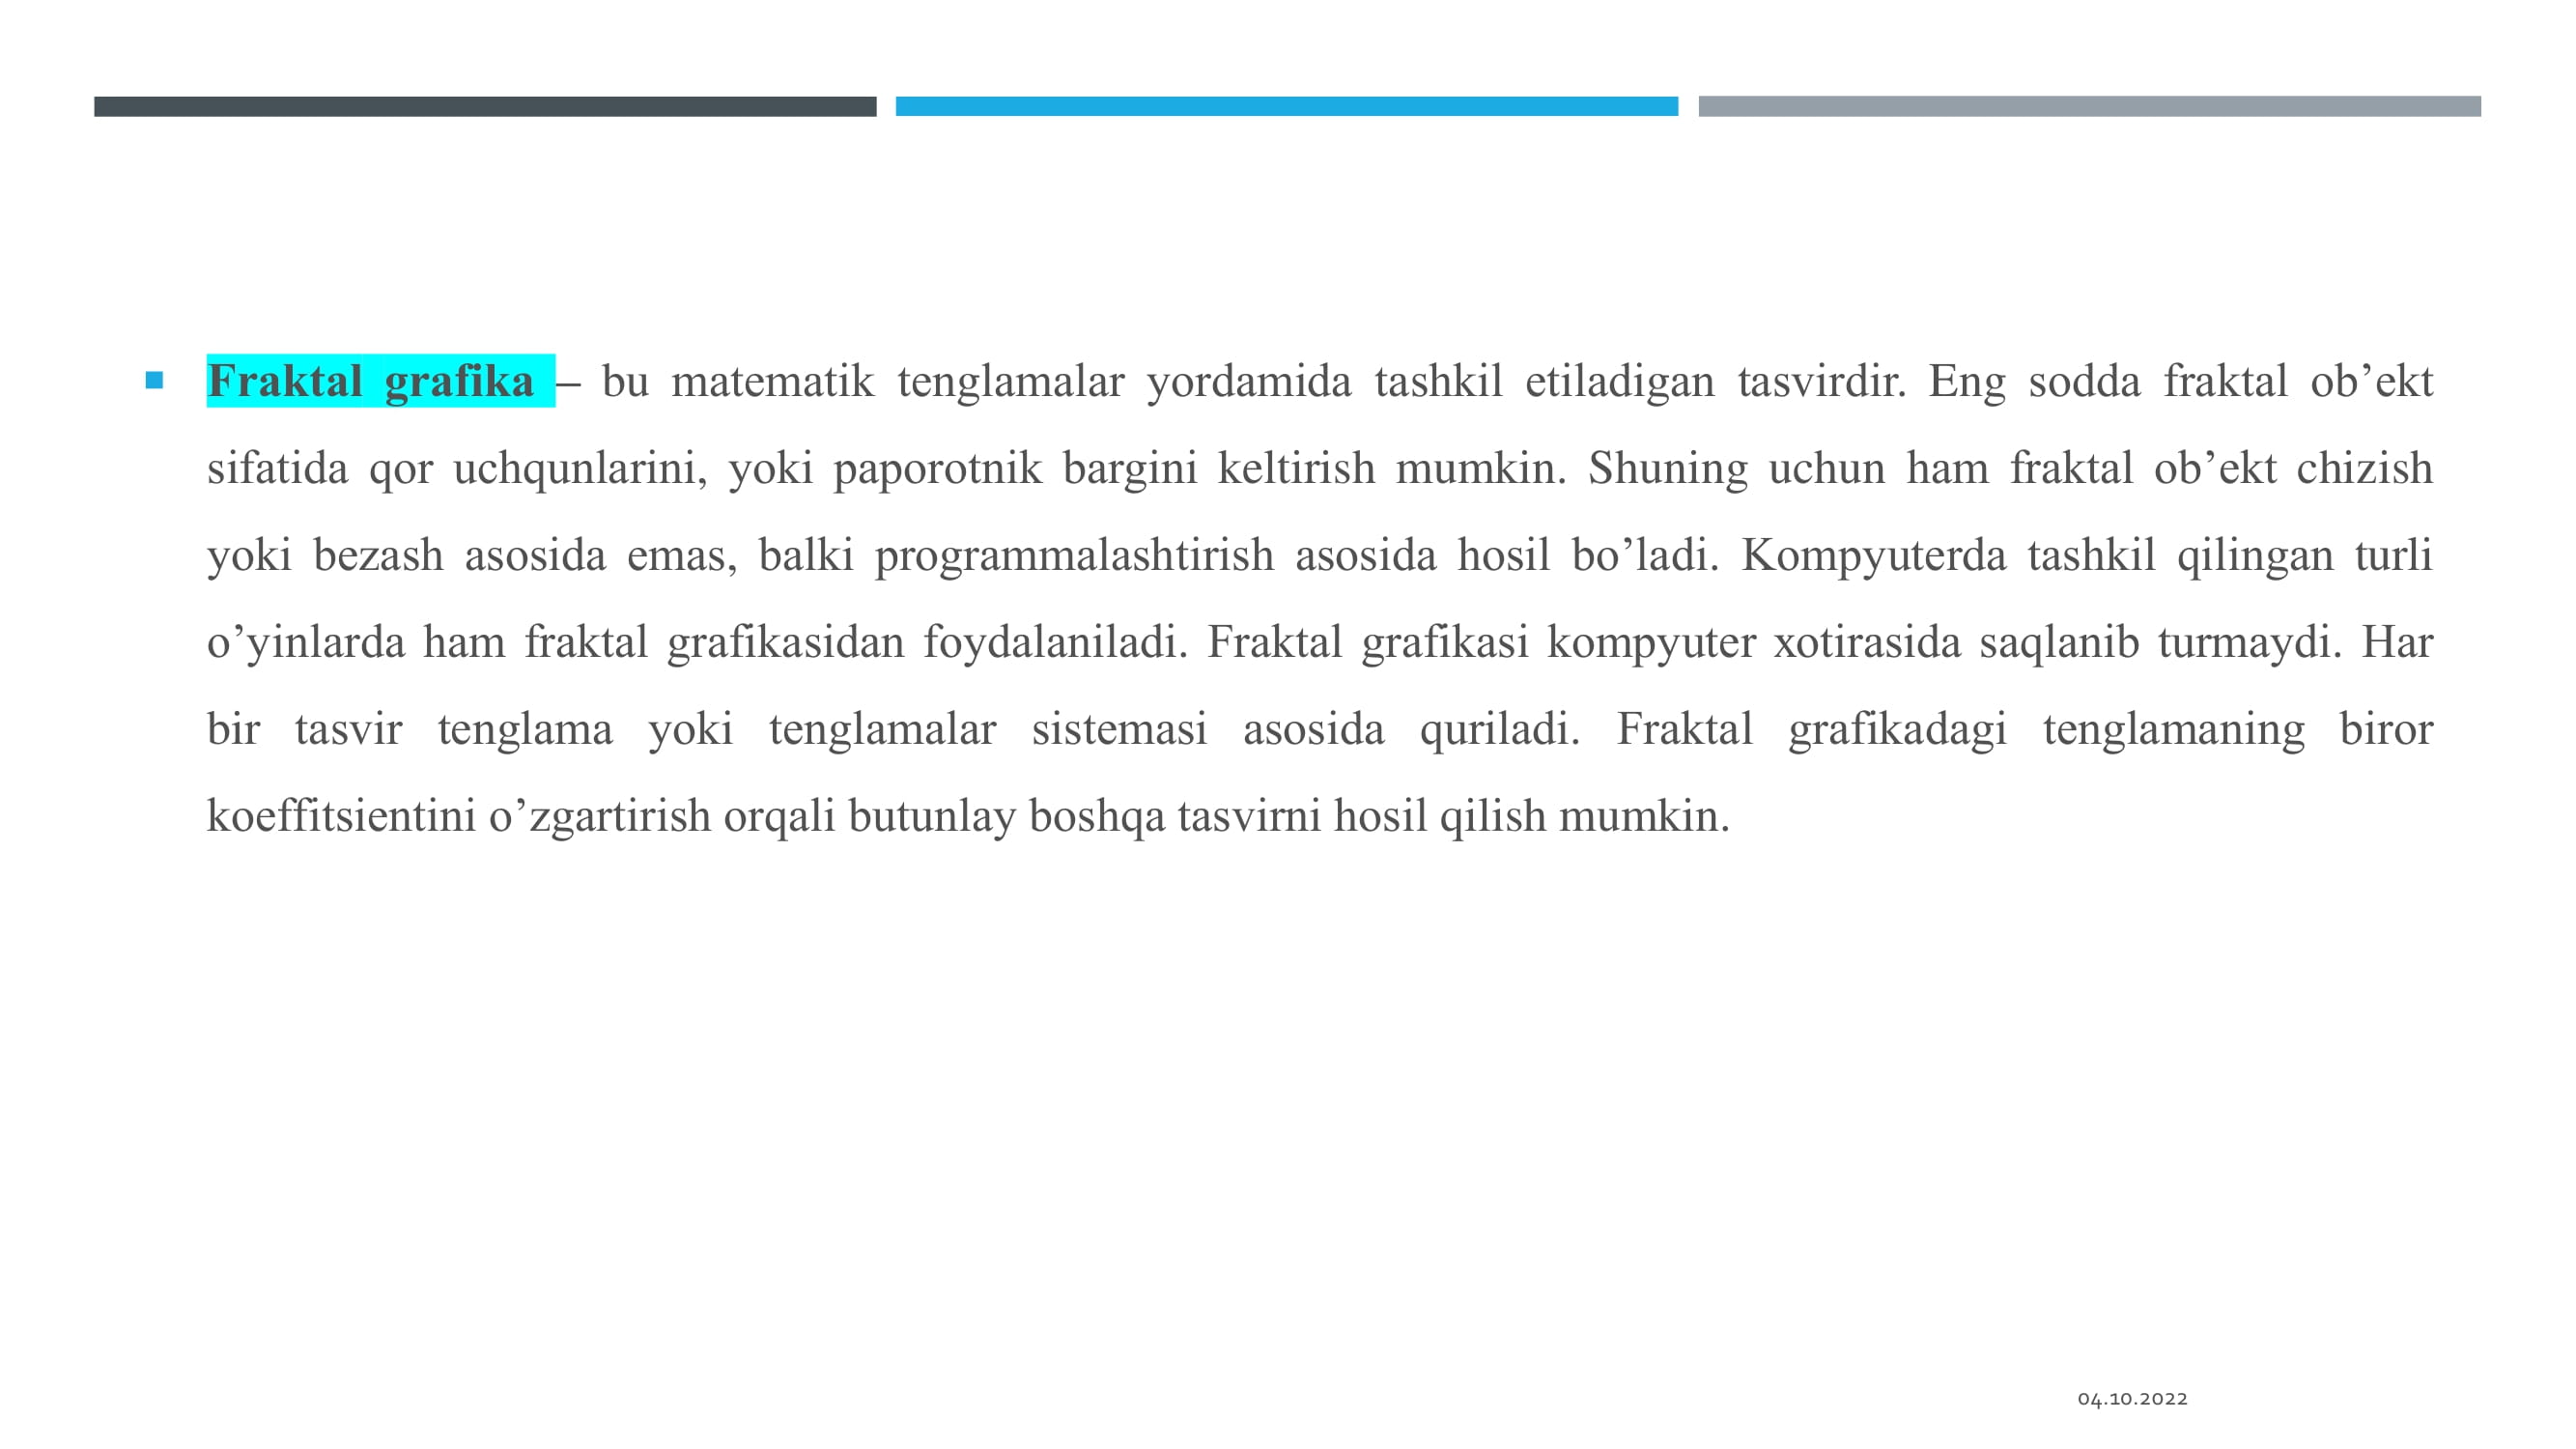 Fraktal grafika – bu matematik tenglamalar yordamida tashkil etiladigan tasvirdir. Eng sodda fraktal ob’ekt
sifatida qor uchqunlarini, yoki paporotnik bargini keltirish mumkin. Shuning uchun ham fraktal ob’ekt chizish
yoki bezash asosida emas, balki programmalashtirish asosida hosil bo’ladi. Kompyuterda tashkil qilingan turli
o’yinlarda ham fraktal grafikasidan foydalaniladi. Fraktal grafikasi kompyuter xotirasida saqlanib turmaydi. Har
bir tasvir tenglama yoki tenglamalar sistemasi asosida quriladi. Fraktal grafikadagi tenglamaning biror
koeffitsientini o’zgartirish orqali butunlay boshqa tasvirni hosil qilish mumkin.
04.10.2022